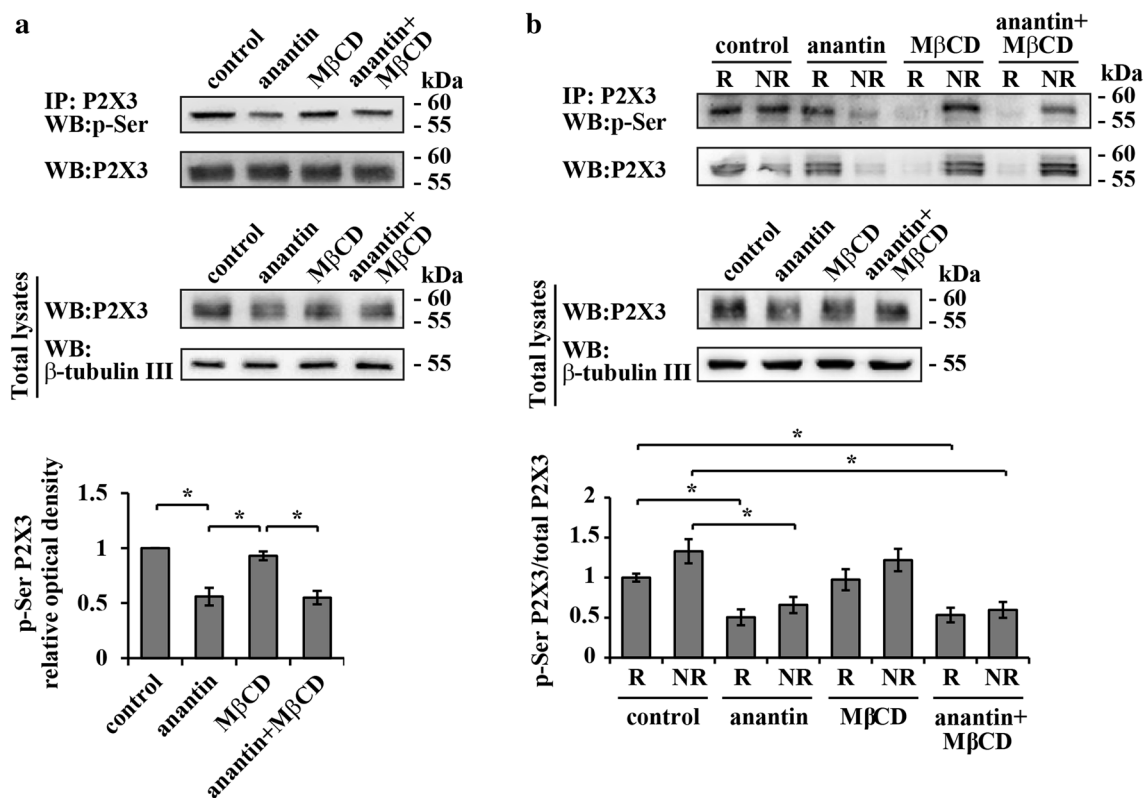 a
control
anantin
MβCD
anantin+
MβCD
kDa
IP: P2X3
WB:p-Ser
- 60
- 55
WB:P2X3
- 60
- 55
control
anantin
MβCD
anantin+
MβCD
kDa
Total lysates
WB:P2X3
- 60
- 55
WB:
β-tubulin III
- 55
p-Ser P2X3
relative optical density
1.5
1
0.5
0
*
*
*
control
anantin
MβCD
anantin+MβCD
b
control anantin MβCD anantin+
MβCD
R NR R NR R NR R NR
kDa
IP: P2X3
WB:p-Ser
- 60
- 55
WB:P2X3
- 60
- 55
control
anantin
MβCD
anantin+
MβCD
kDa
Total lysates
WB:P2X3
- 60
- 55
WB:
β-tubulin III
- 55
p-Ser P2X3/total P2X3
2
1.5
1
0.5
0
*
*
*
*
R NR R NR R NR R NR
control anantin MβCD anantin+
MβCD